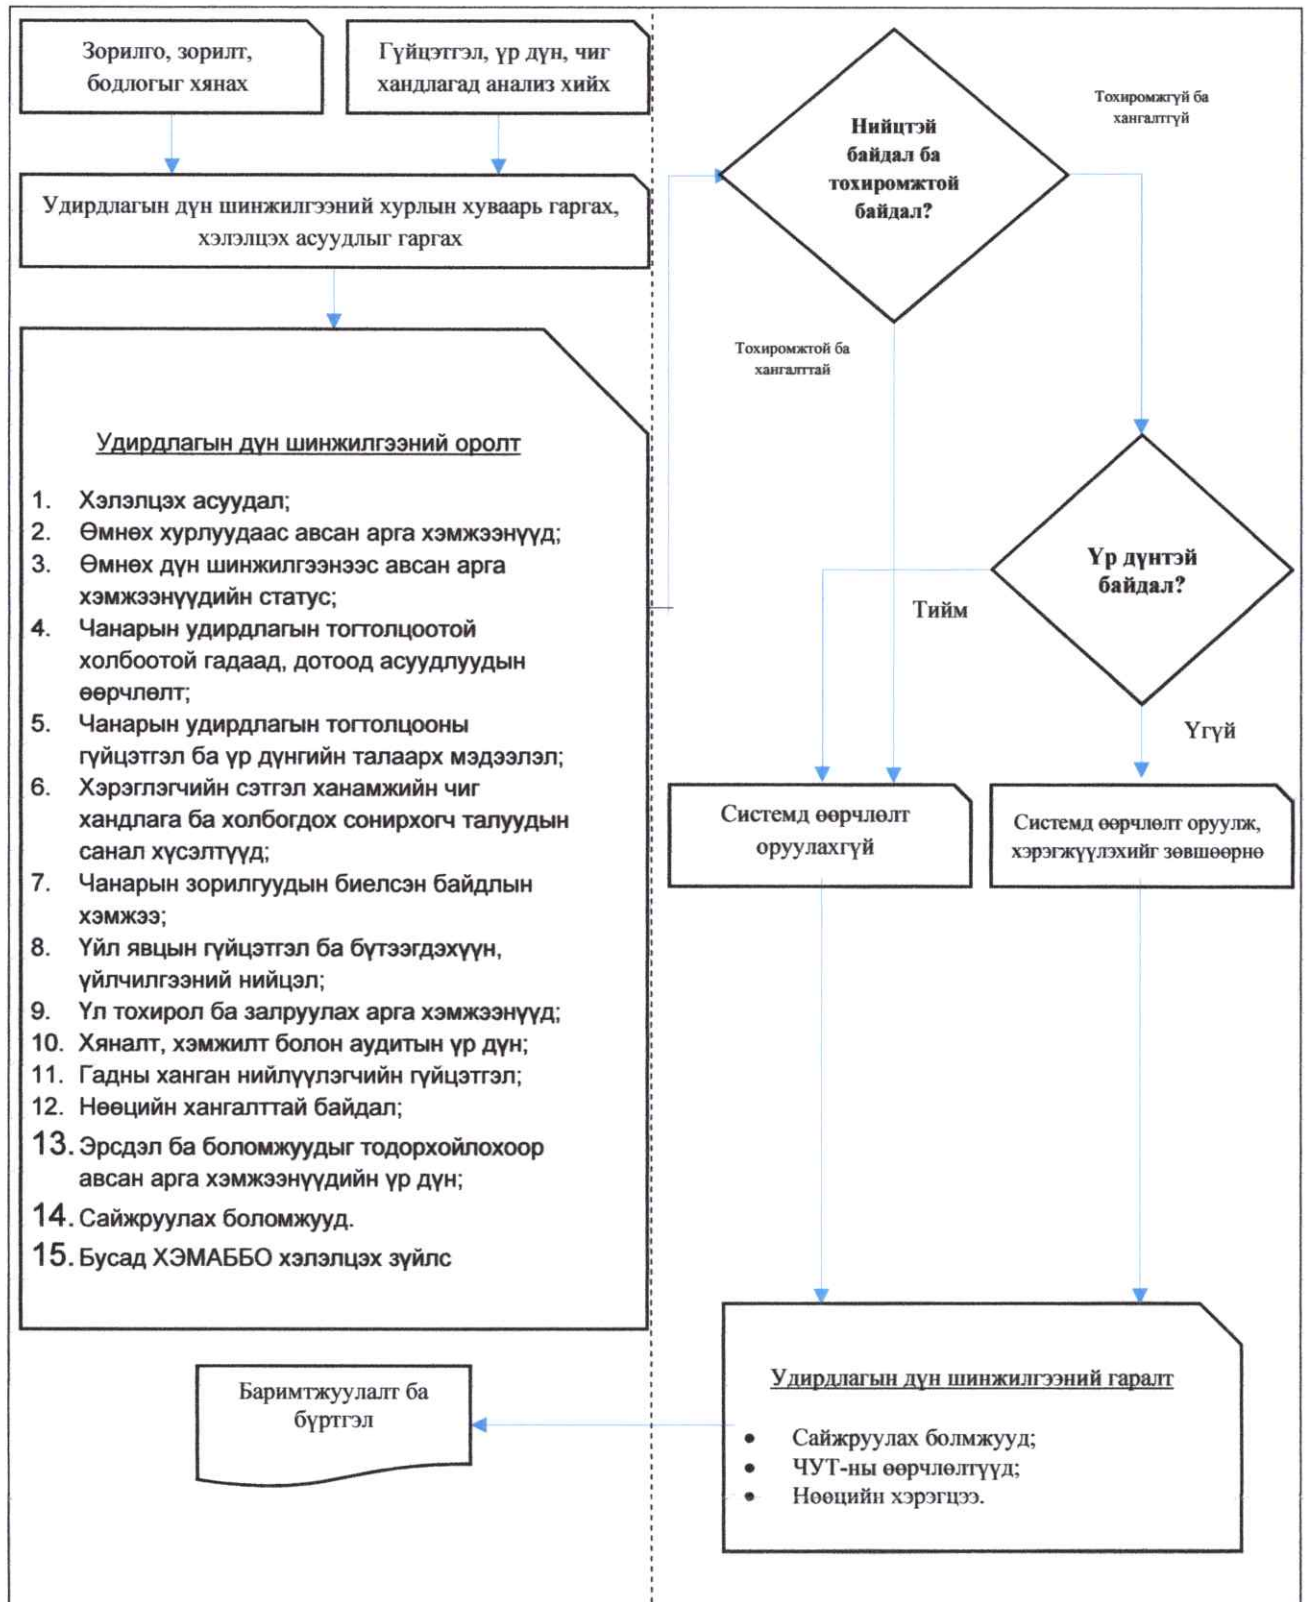 Зорилго, зорилт,
бодлогыг хянах
Гүйцэтгэл, үр дүн, чиг
хандлагад анализ хийх
Удирдлагын дүн шинжилгээний хурлын хуваарь гаргах,
хэлэлцэх асуудлыг гаргах
Удирдлагын дүн шинжилгээний оролт
1. Хэлэлцэх асуудал;
2. Өмнөх хурлуудаас авсан арга хэмжээнүүд;
3. Өмнөх дүн шинжилгээнээс авсан арга
хэмжээнүүдийн статус;
4. Чанарын удирдлагын тогтолцоотой
холбоотой гадаад, дотоод асуудлуудын
өөрчлөлт;
5. Чанарын удирдлагын тогтолцооны
гүйцэтгэл ба үр дүнгийн талаарх мэдээлэл;
6. Хэрэглэгчийн сэтгэл ханамжийн чиг
хандлага ба холбогдох сонирхогч талуудын
санал хүсэлтүүд;
7. Чанарын зорилгуудын биелсэн байдлын
хэмжээ;
8. Үйл явцын гүйцэтгэл ба бүтээгдэхүүн,
үйлчилгээний нийцэл;
9. Үл тохирол ба залруулах арга хэмжээнүүд;
10. Хяналт, хэмжилт болон аудитын үр дүн;
11. Гадны ханган нийлүүлэгчийн гүйцэтгэл;
12. Нөөцийн хангалттай байдал;
13. Эрсдэл ба боломжуудыг тодорхойлохоор
авсан арга хэмжээнүүдийн үр дүн;
14. Сайжруулах боломжууд.
15. Бусад ХЭМАББО хэлэлцэх зүйлс
Баримтжуулалт ба
бүртгэл
Нийцтэй
байдал ба
тохиромжтой
байдал?
Тохиромжгүй ба
хангалтгүй
Тохиромжтой ба
хангалттай
Үр дүнтэй
байдал?
Тийм
Үгүй
Системд өөрчлөлт
оруулахгүй
Системд өөрчлөлт оруулж,
хэрэгжүүлэхийг зөвшөөрнө
Удирдлагын дүн шинжилгээний гаралт
• Сайжруулах болмжууд;
• ЧУТ-ны өөрчлөлтүүд;
• Нөөцийн хэрэгцээ.